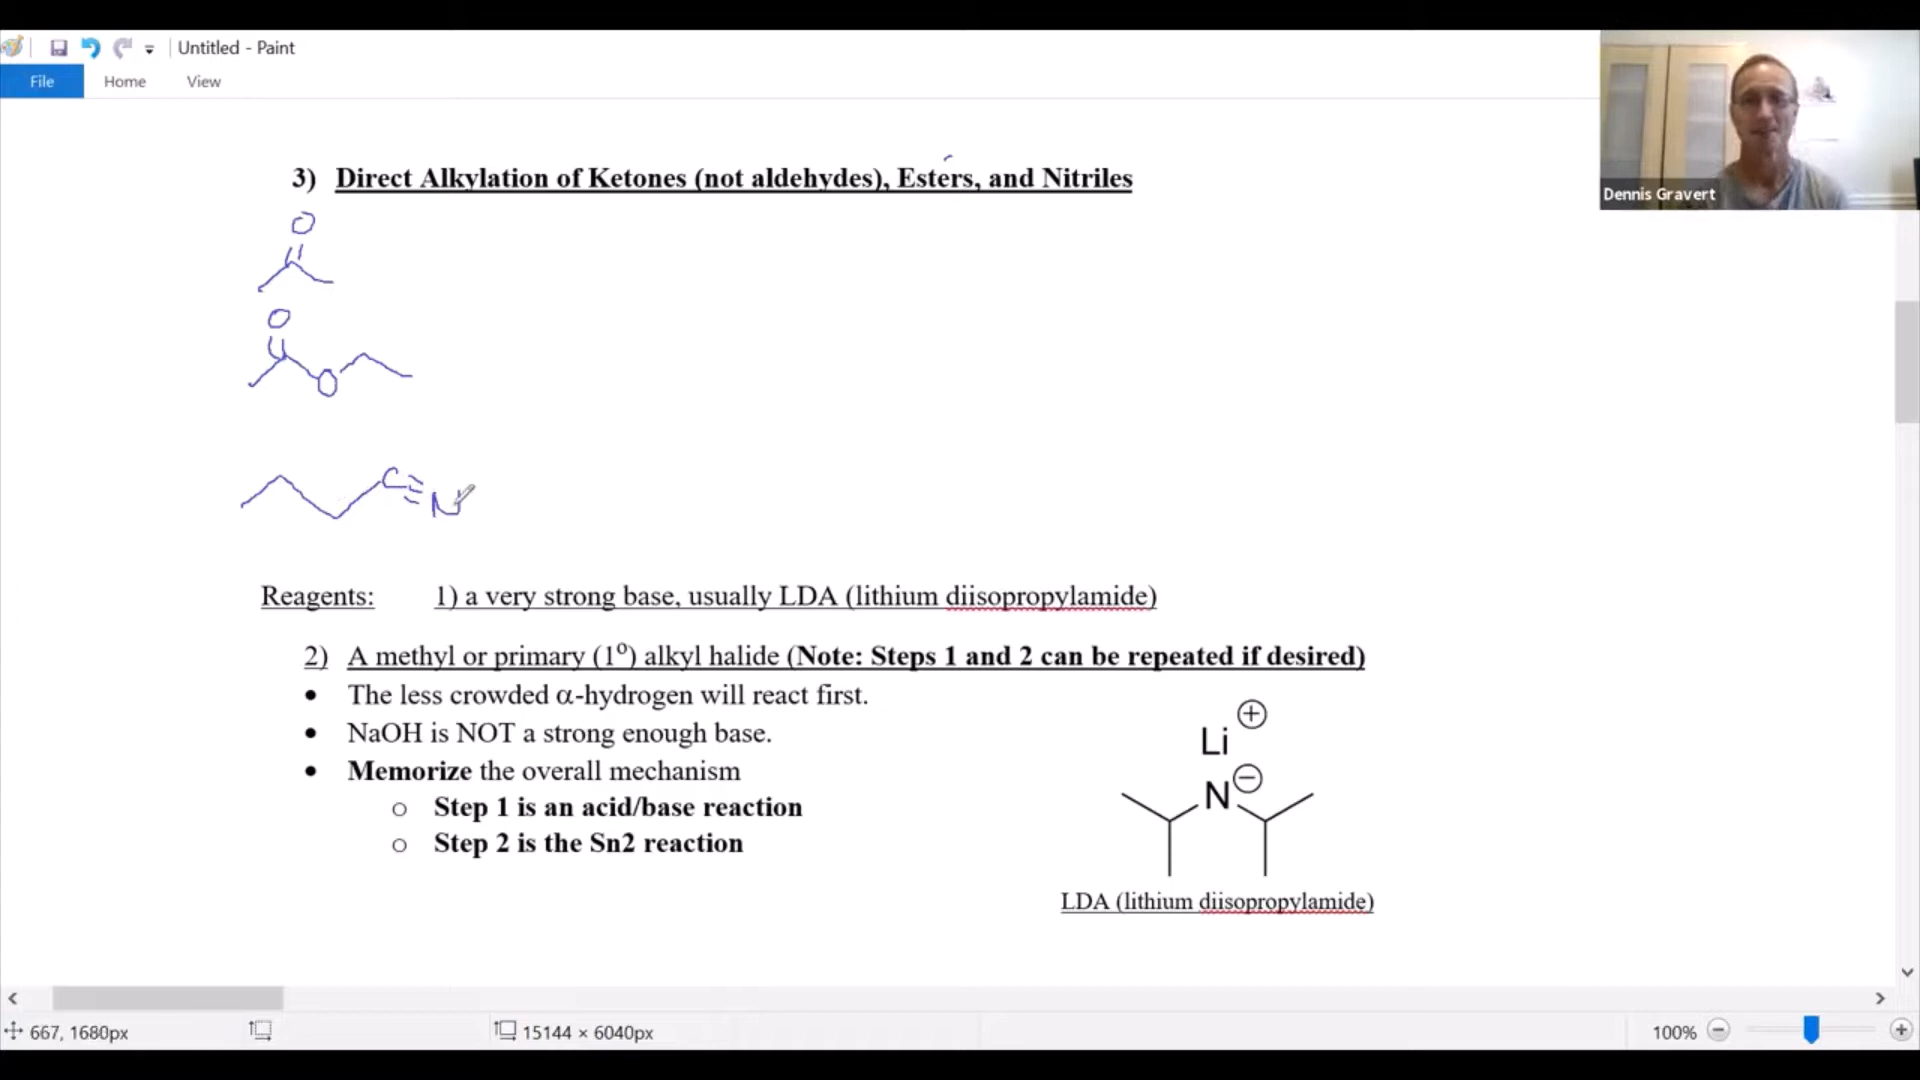 Untitled - Paint
File Home View
Dennis Gravert
3) Direct Alkylation of Ketones (not aldehydes), Esters, and Nitriles
O
O
O
C≡N
Reagents: 1) a very strong base, usually LDA (lithium diisopropylamide)
2) A methyl or primary (1º) alkyl halide (Note: Steps 1 and 2 can be repeated if desired)
• The less crowded α-hydrogen will react first.
• NaOH is NOT a strong enough base.
• Memorize the overall mechanism
o Step 1 is an acid/base reaction
o Step 2 is the Sn2 reaction
Li ⊕
N ⊖
LDA (lithium diisopropylamide)
667, 1680px 15144 × 6040px 100%